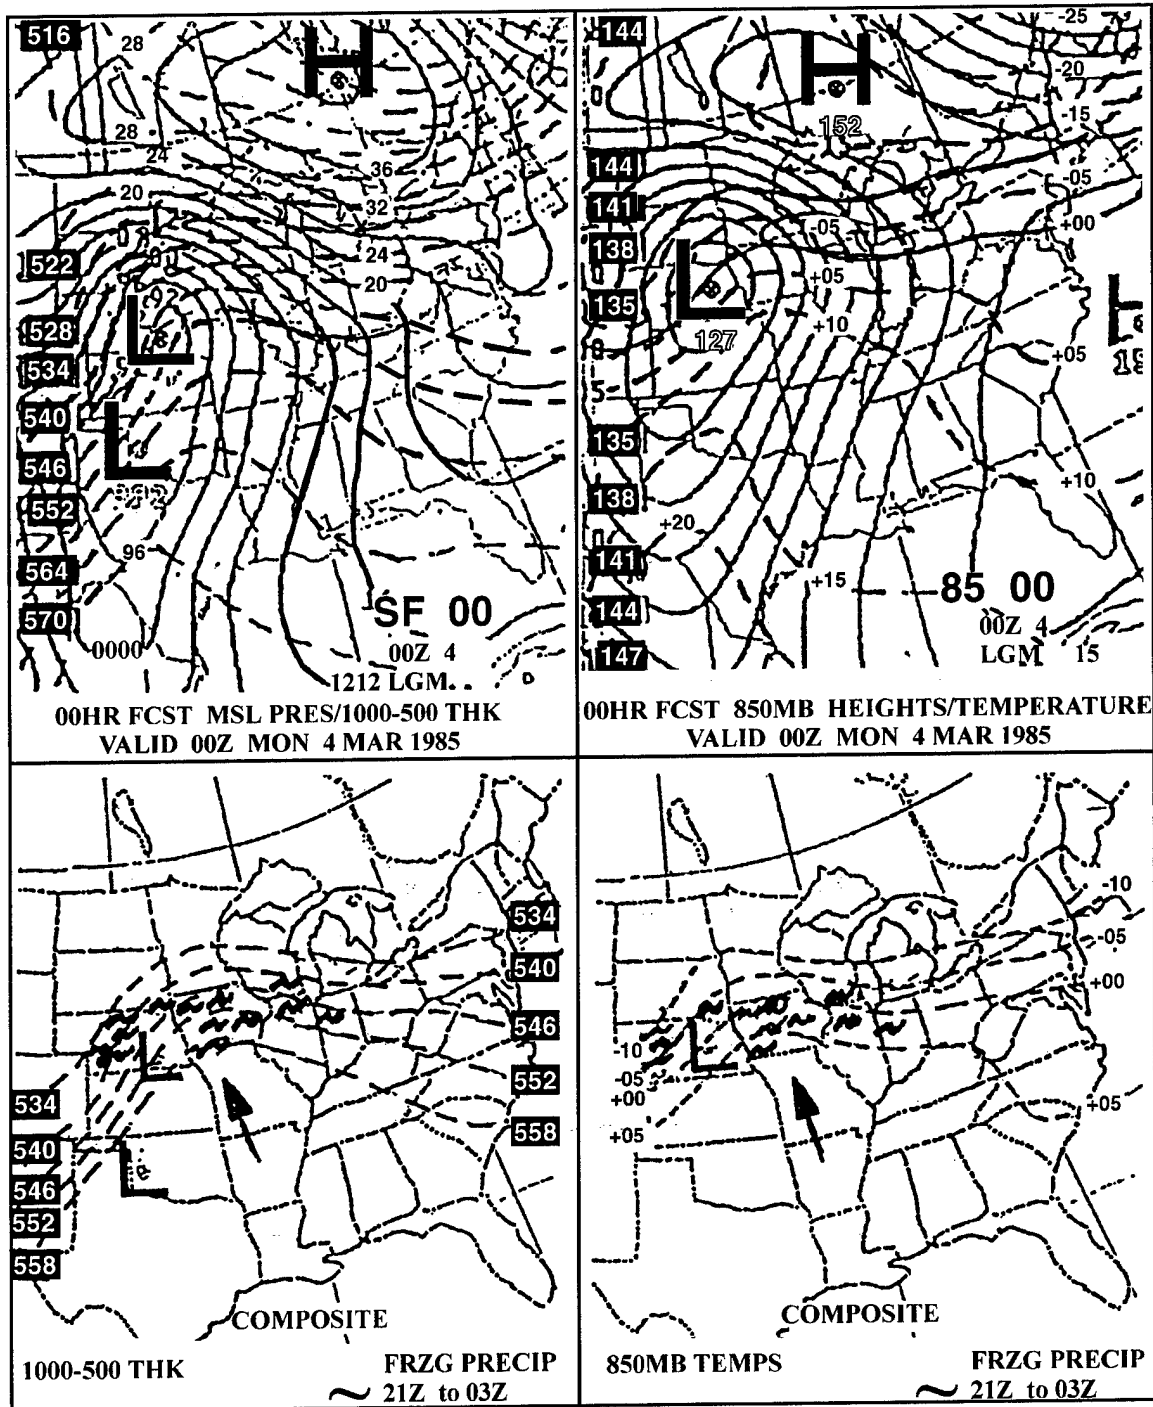 516
28
28
24
36
20
32
24
20
522
92
528
534
540
546
552
992
96
564
570
0000
SF 00
00Z 4
1212 LGM
H
L
L
00HR FCST MSL PRES/1000-500 THK
VALID 00Z MON 4 MAR 1985
144
-25
-20
H
-15
152
144
-05
141
+00
-05
138
+05
L
135
+10
127
+05
135
+10
138
+20
141
+15
85 00
144
00Z 4
147
LGM 15
00HR FCST 850MB HEIGHTS/TEMPERATURE
VALID 00Z MON 4 MAR 1985
534
540
546
L
552
534
558
540
L
546
552
558
COMPOSITE
1000-500 THK
FRZG PRECIP
21Z to 03Z
-10
-05
+00
L
-10
-05
+00
+05
+05
COMPOSITE
850MB TEMPS
FRZG PRECIP
21Z to 03Z